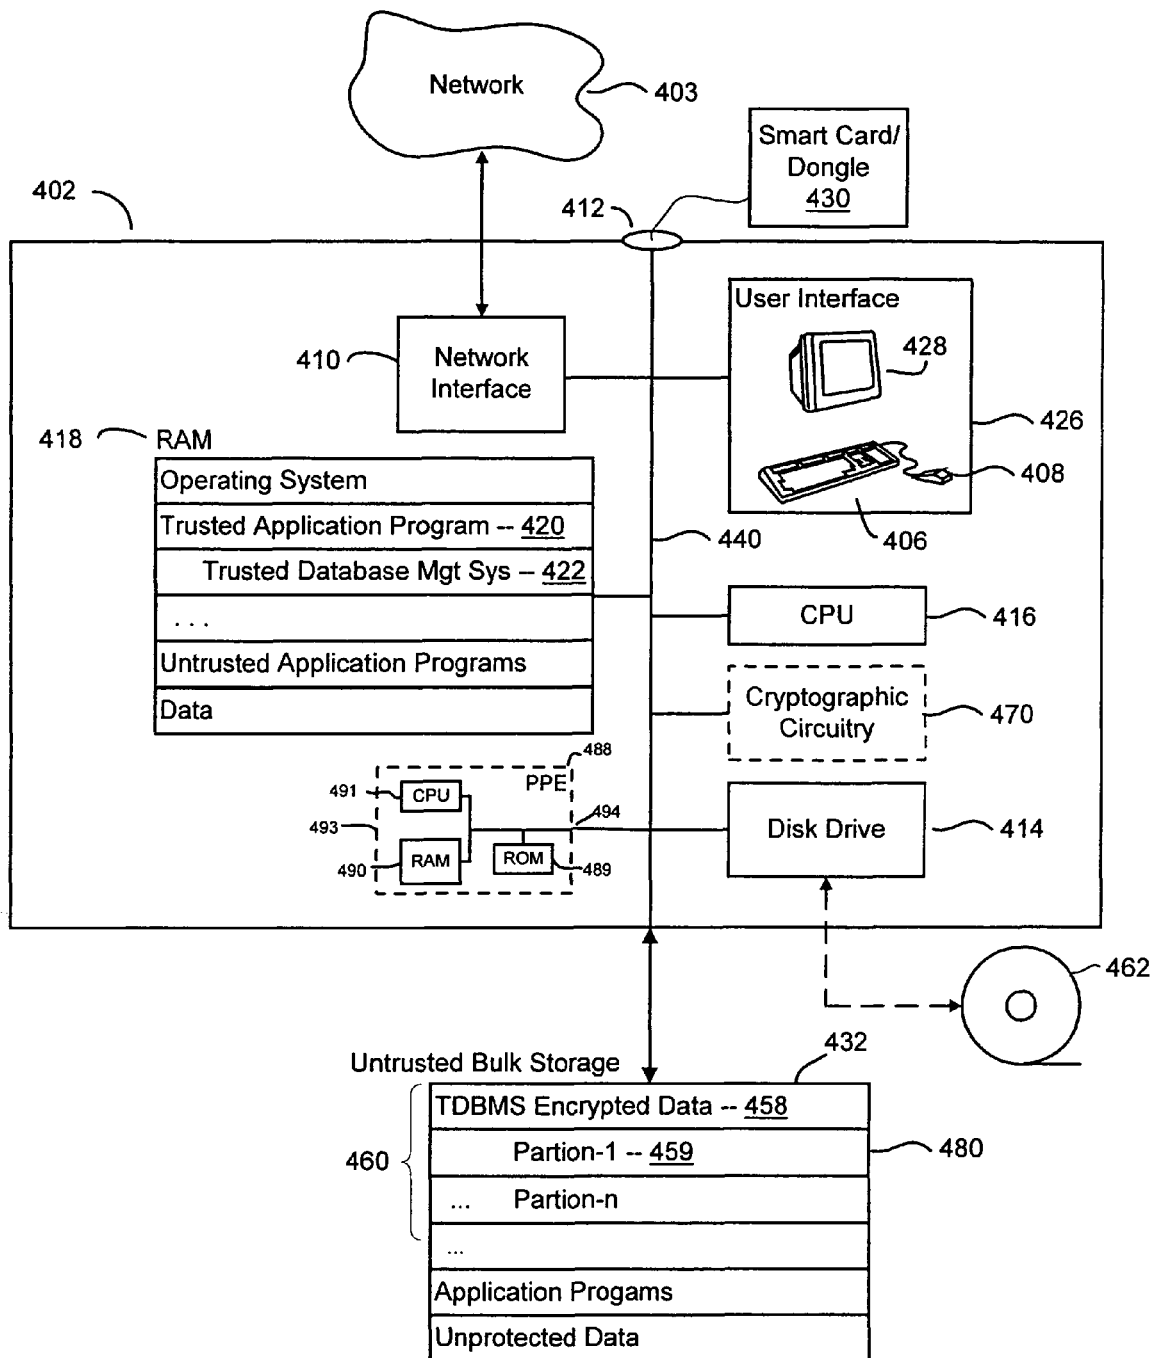 Network
403
Smart Card/
Dongle
430
402
412
User Interface
410
Network
Interface
428
426
418
RAM
408
Operating System
Trusted Application Program -- 420
440
406
Trusted Database Mgt Sys -- 422
. . .
CPU
416
Untrusted Application Programs
Data
Cryptographic
Circuitry
470
488
PPE
491
CPU
494
493
Disk Drive
414
490
RAM
ROM
489
462
432
Untrusted Bulk Storage
TDBMS Encrypted Data -- 458
460
Partion-1 -- 459
480
... Partion-n
...
Application Progams
Unprotected Data